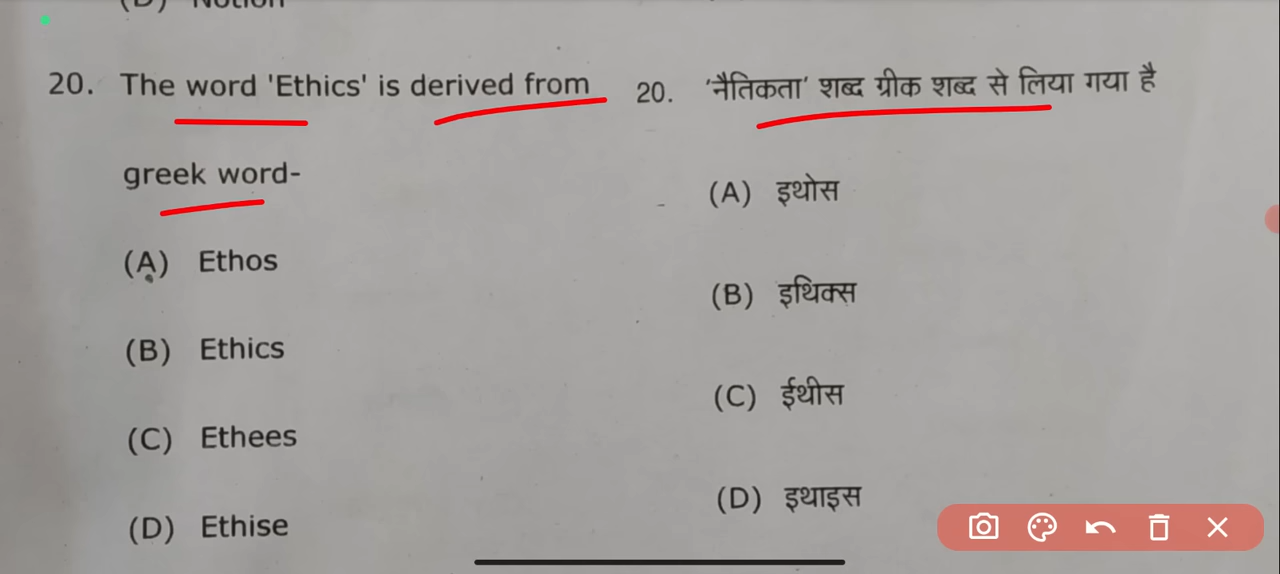 20. The word 'Ethics' is derived from
greek word-
(A) Ethos
(B) Ethics
(C) Ethees
(D) Ethise
20. 'नैतिकता' शब्द ग्रीक शब्द से लिया गया है
(A) इथोस
(B) इथिक्स
(C) ईथीस
(D) इथाइस